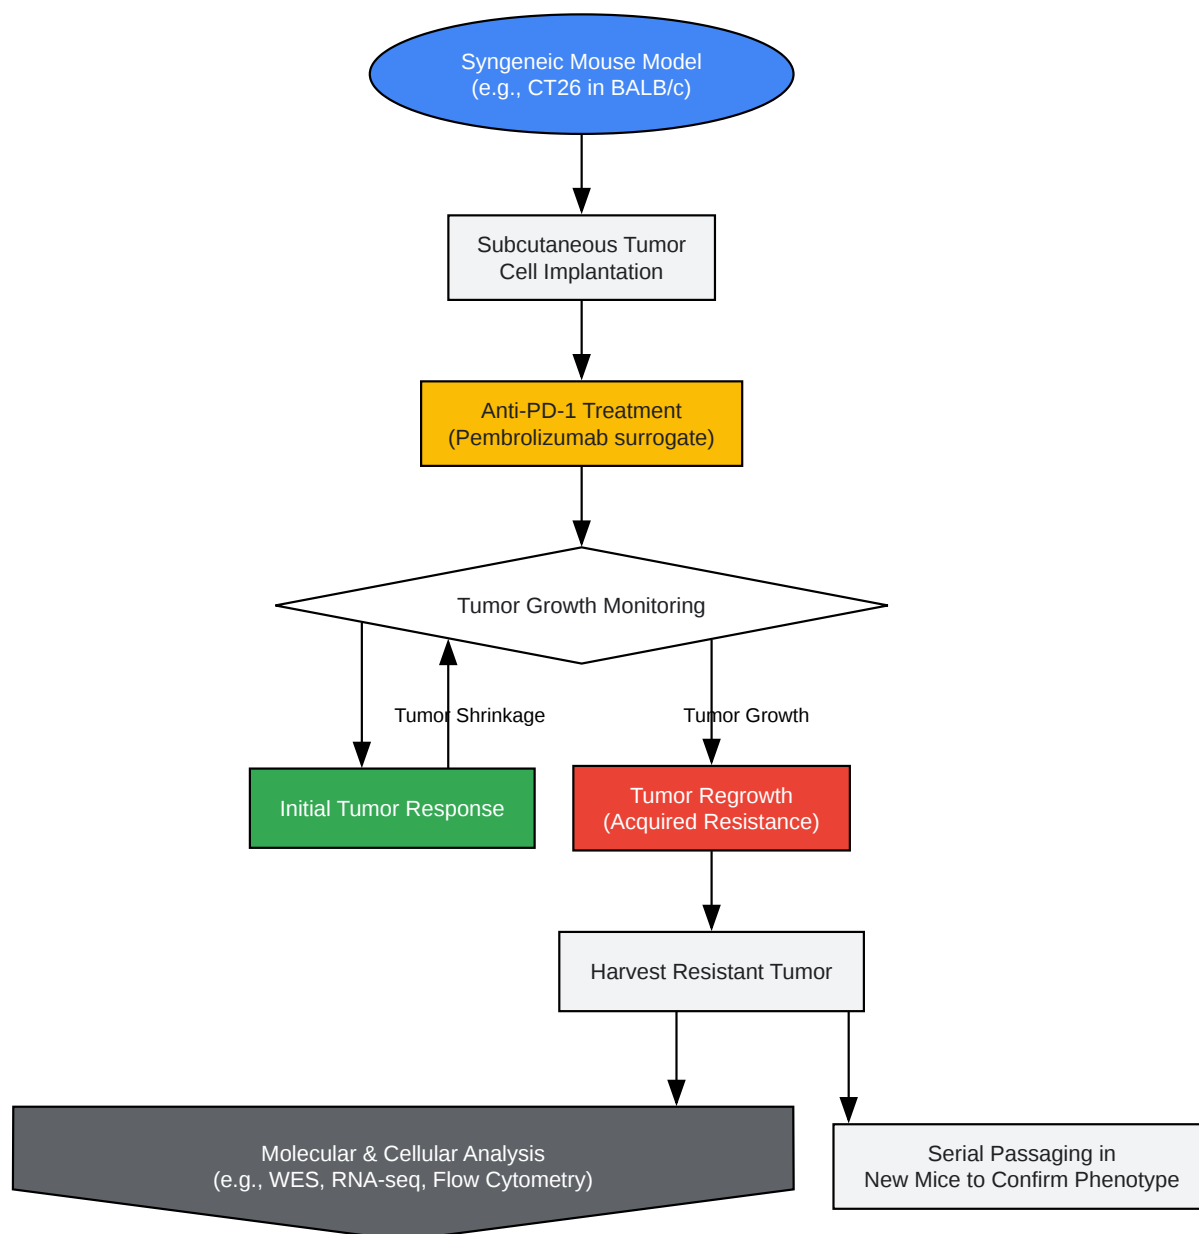 Syngeneic Mouse Model
(e.g., CT26 in BALB/c)
Subcutaneous Tumor
Cell Implantation
Anti-PD-1 Treatment
(Pembrolizumab surrogate)
Tumor Growth Monitoring
Tumor Shrinkage
Tumor Growth
Initial Tumor Response
Tumor Regrowth
(Acquired Resistance)
Harvest Resistant Tumor
Molecular & Cellular Analysis
(e.g., WES, RNA-seq, Flow Cytometry)
Serial Passaging in
New Mice to Confirm Phenotype